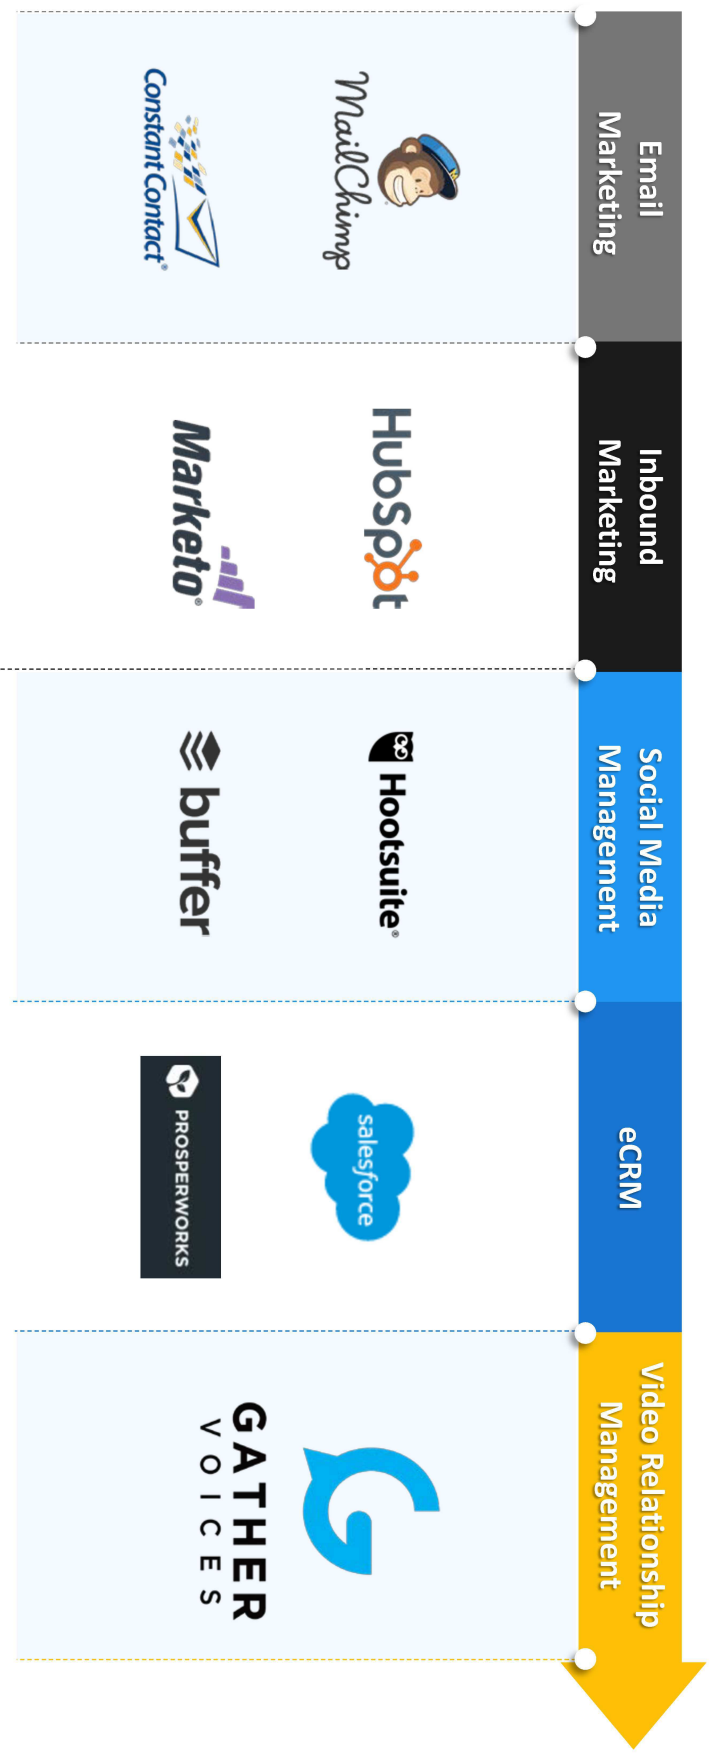 Email
Marketing
MailChimp
Constant Contact®
Inbound
Marketing
HubSpot
Marketo®
Social Media
Management
Hootsuite®
buffer
eCRM
salesforce
PROSPERWORKS
Video Relationship
Management
GATHER
VOICES